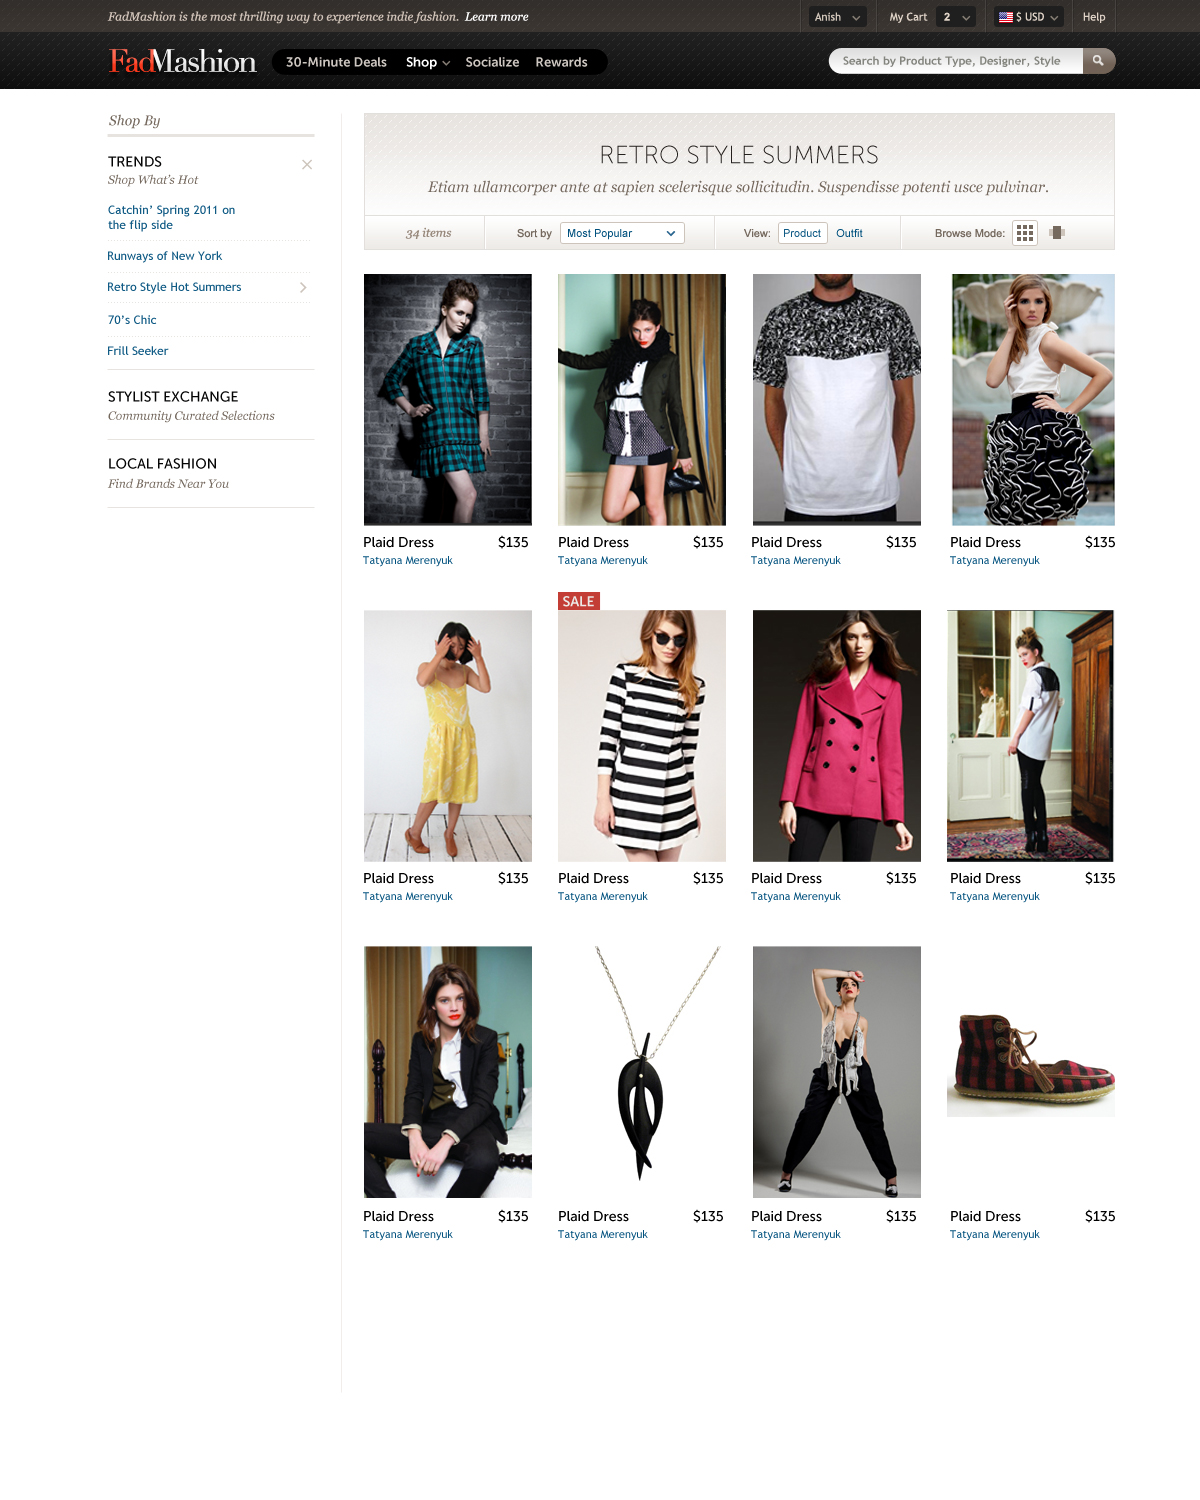 FadMashion is the most thrilling way to experience indie fashion. Learn more
Anish
My Cart 2
$ USD
Help
FadMashion
30-Minute Deals Shop Socialize Rewards
Search by Product Type, Designer, Style
Shop By
TRENDS
Shop What's Hot
Catchin' Spring 2011 on
the flip side
Runways of New York
Retro Style Hot Summers
70's Chic
Frill Seeker
STYLIST EXCHANGE
Community Curated Selections
LOCAL FASHION
Find Brands Near You
RETRO STYLE SUMMERS
Etiam ullamcorper ante at sapien scelerisque sollicitudin. Suspendisse potenti usce pulvinar.
34 items
Sort by Most Popular
View: Product Outfit
Browse Mode:
Plaid Dress $135
Tatyana Merenyuk
Plaid Dress $135
Tatyana Merenyuk
Plaid Dress $135
Tatyana Merenyuk
Plaid Dress $135
Tatyana Merenyuk
Plaid Dress $135
Tatyana Merenyuk
SALE
Plaid Dress $135
Tatyana Merenyuk
Plaid Dress $135
Tatyana Merenyuk
Plaid Dress $135
Tatyana Merenyuk
Plaid Dress $135
Tatyana Merenyuk
Plaid Dress $135
Tatyana Merenyuk
Plaid Dress $135
Tatyana Merenyuk
Plaid Dress $135
Tatyana Merenyuk